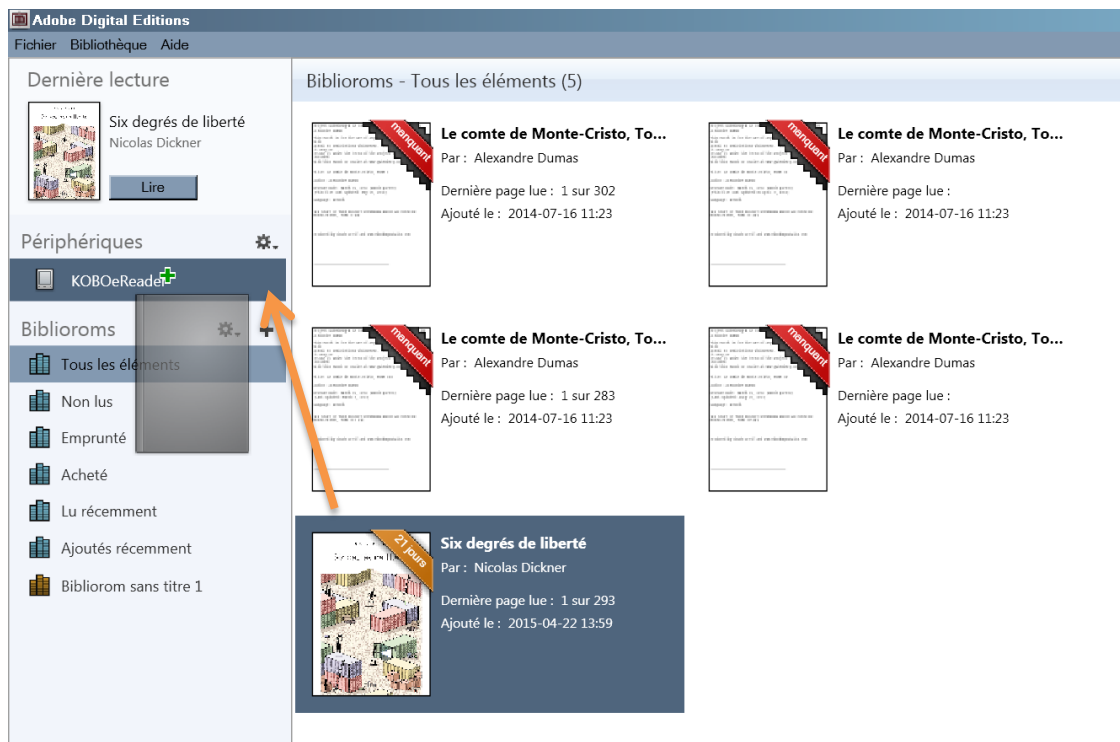 Adobe Digital Editions
Fichier Bibliothèque Aide
Dernière lecture
Six degrés de liberté
Nicolas Dickner
Lire
Périphériques
KOBOeReader
Biblioroms
Tous les éléments
Non lus
Emprunté
Acheté
Lu récemment
Ajoutés récemment
Bibliorom sans titre 1
Biblioroms - Tous les éléments (5)
manquant
Le comte de Monte-Cristo, To...
Par : Alexandre Dumas
Dernière page lue : 1 sur 302
Ajouté le : 2014-07-16 11:23
manquant
Le comte de Monte-Cristo, To...
Par : Alexandre Dumas
Dernière page lue :
Ajouté le : 2014-07-16 11:23
manquant
Le comte de Monte-Cristo, To...
Par : Alexandre Dumas
Dernière page lue : 1 sur 283
Ajouté le : 2014-07-16 11:23
manquant
Le comte de Monte-Cristo, To...
Par : Alexandre Dumas
Dernière page lue :
Ajouté le : 2014-07-16 11:23
21 jours
Six degrés de liberté
Par : Nicolas Dickner
Dernière page lue : 1 sur 293
Ajouté le : 2015-04-22 13:59